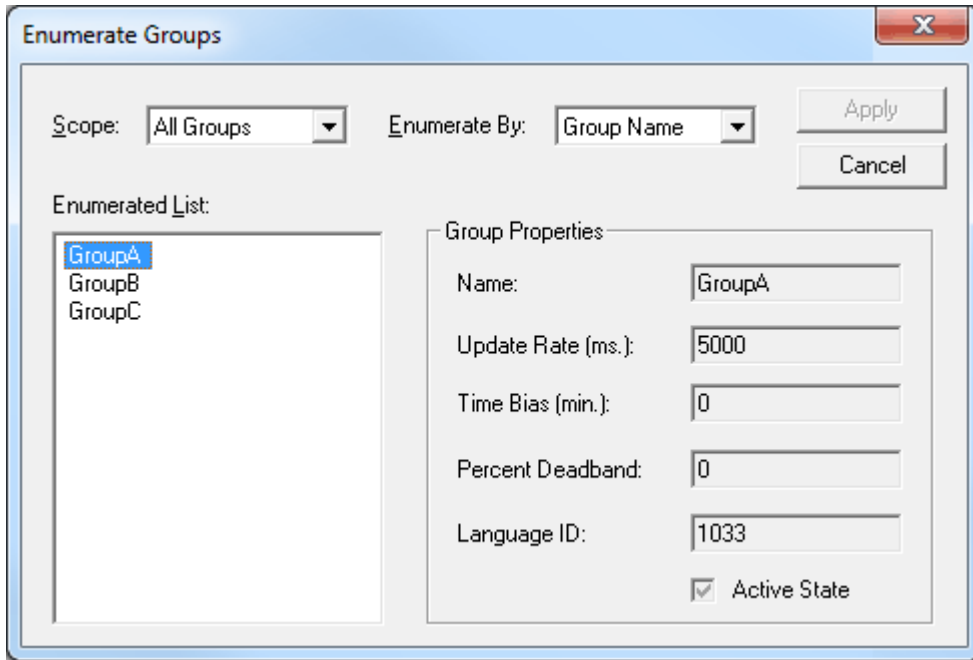 Enumerate Groups
Scope: All Groups Enumerate By: Group Name Apply
Cancel
Enumerated List:
GroupA
GroupB
GroupC
Group Properties
Name: GroupA
Update Rate (ms.): 5000
Time Bias (min.): 0
Percent Deadband: 0
Language ID: 1033
Active State